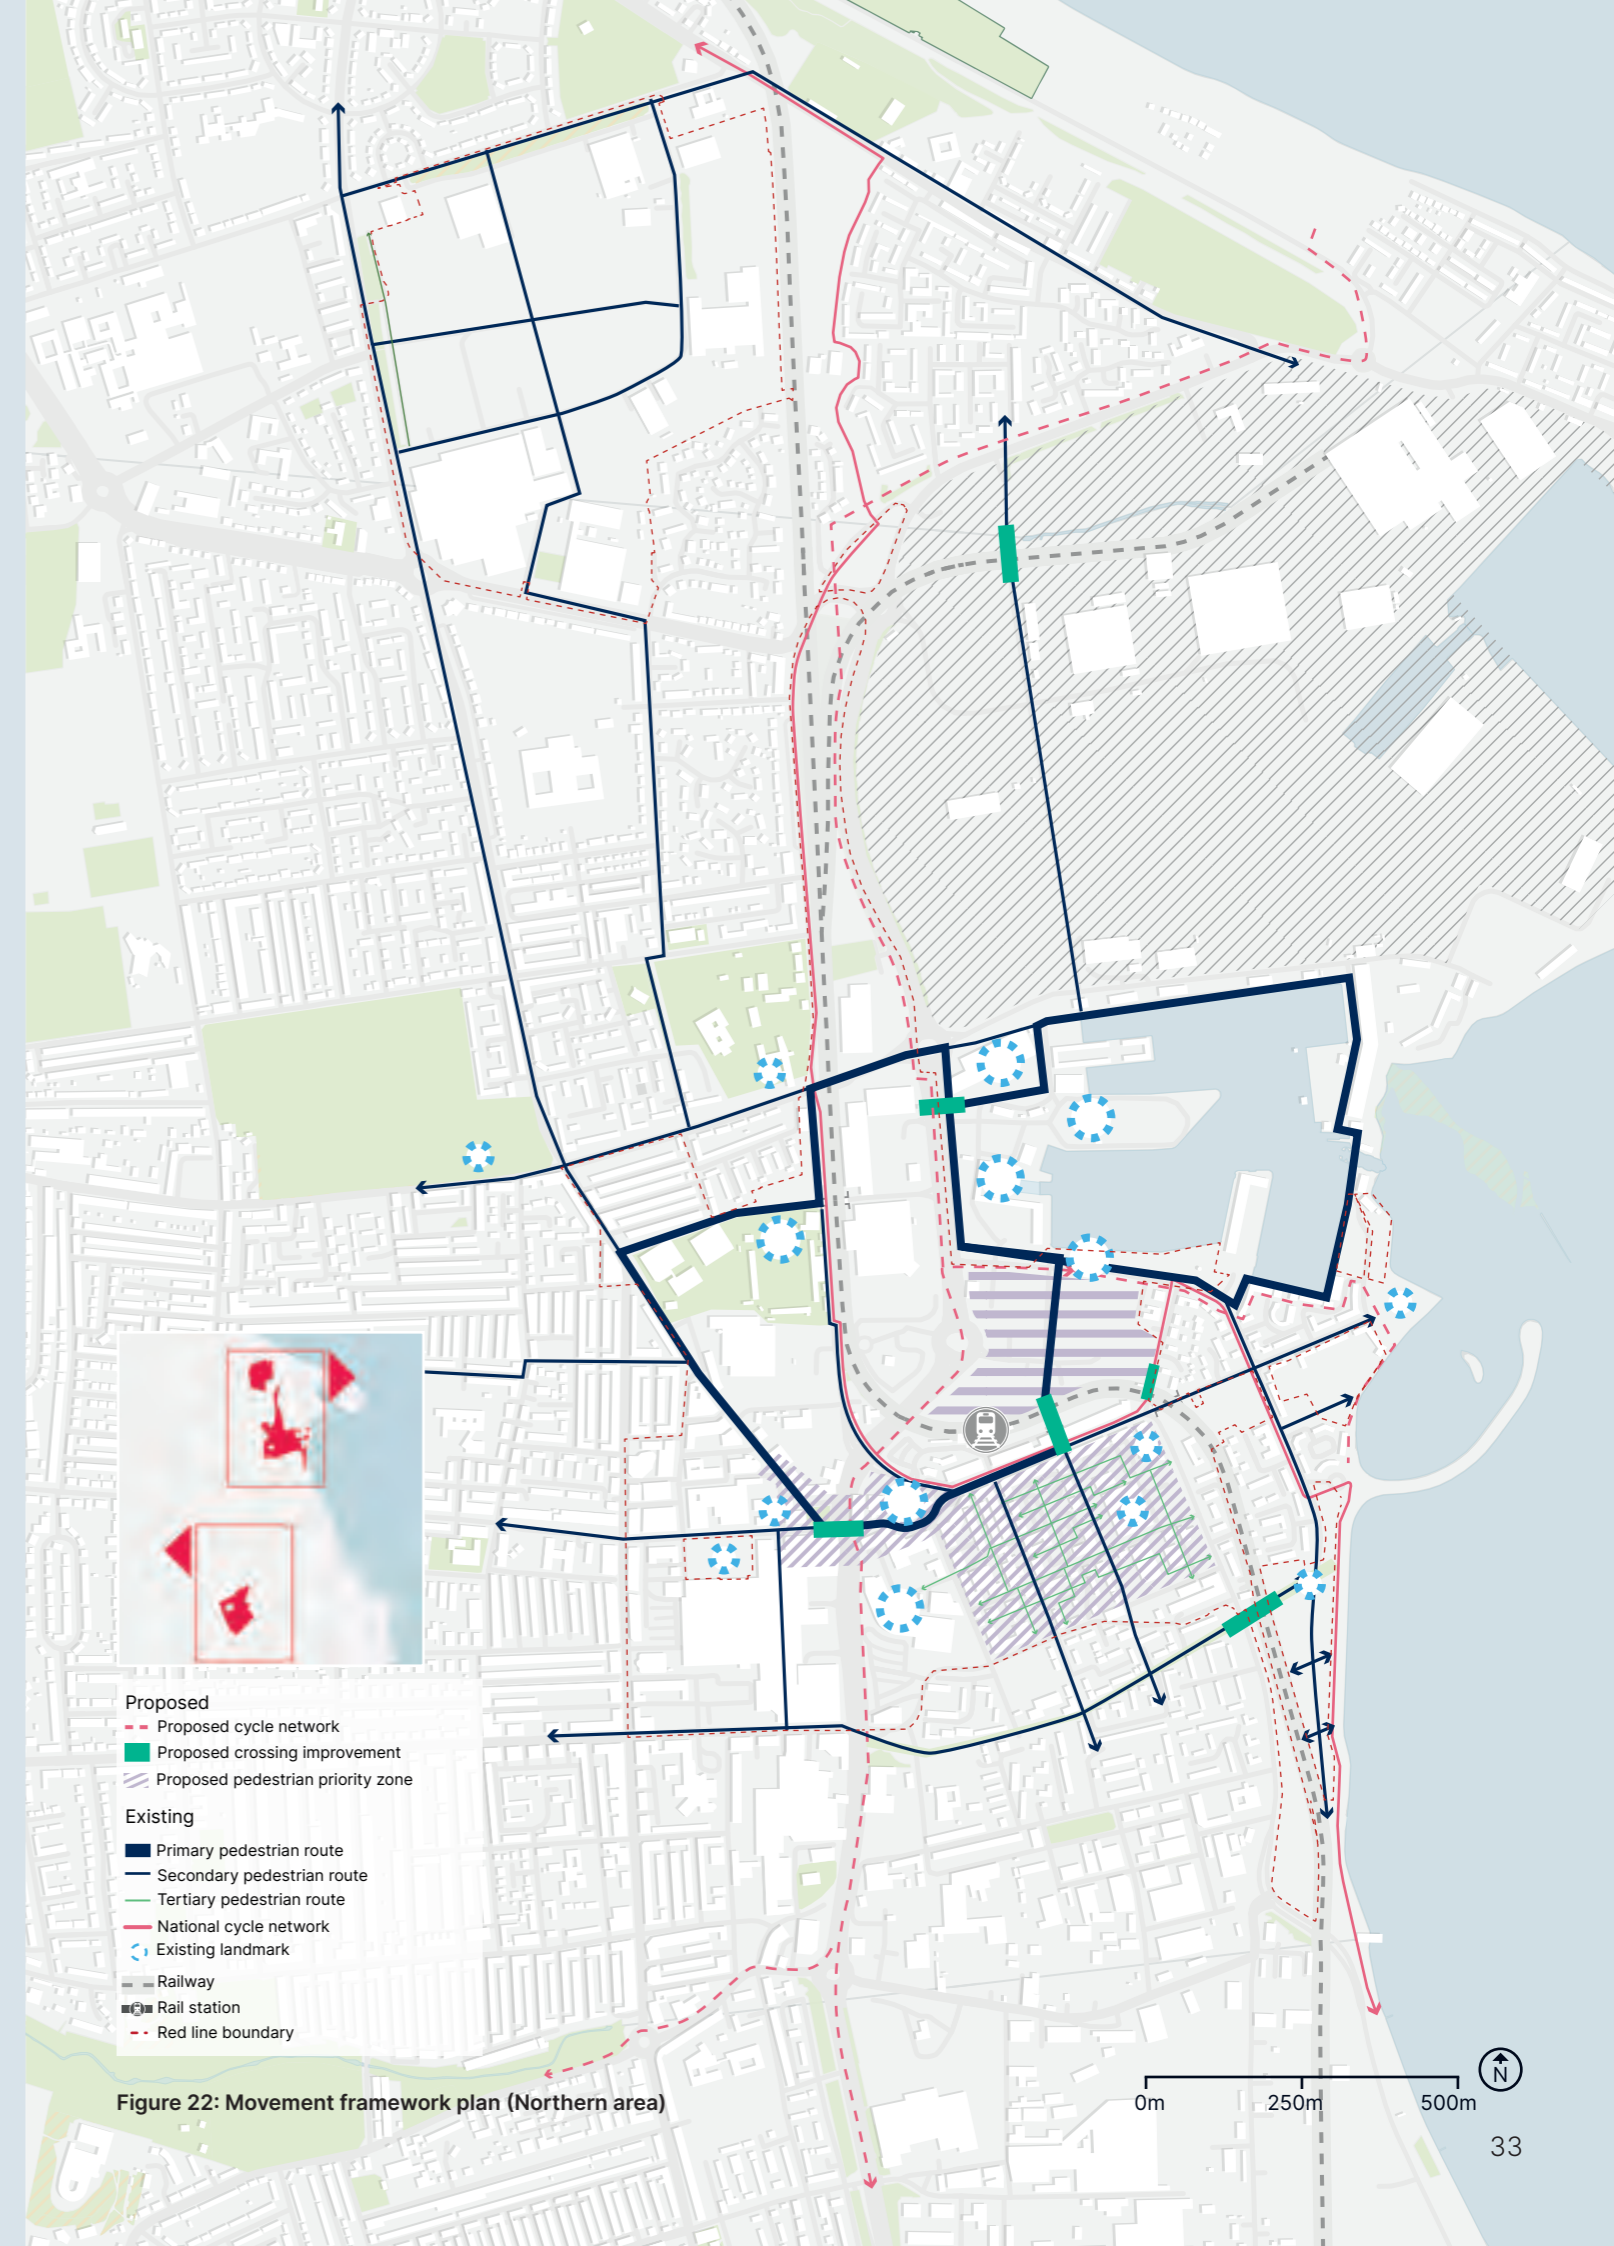 Proposed
Proposed cycle network
Proposed crossing improvement
Proposed pedestrian priority zone
Existing
Primary pedestrian route
Secondary pedestrian route
Tertiary pedestrian route
National cycle network
Existing landmark
Railway
Rail station
Red line boundary
Figure 22: Movement framework plan (Northern area)
0m 250m 500m
N
33